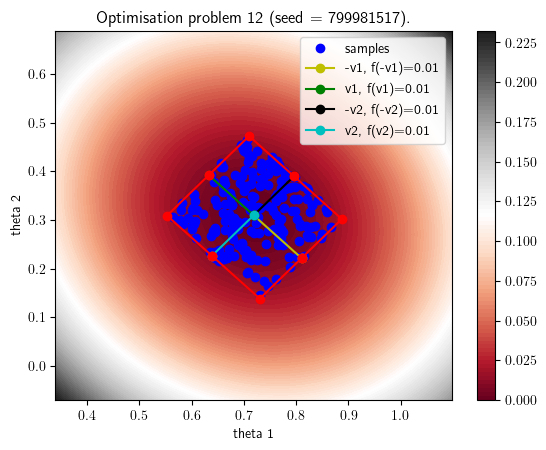 Optimisation problem 12 (seed = 799981517).
samples
-v1, f(-v1)=0.01
v1, f(v1)=0.01
-v2, f(-v2)=0.01
v2, f(v2)=0.01
theta 2
0.6
0.5
0.4
0.3
0.2
0.1
0.0
0.4 0.5 0.6 0.7 0.8 0.9 1.0
theta 1
0.225
0.200
0.175
0.150
0.125
0.100
0.075
0.050
0.025
0.000